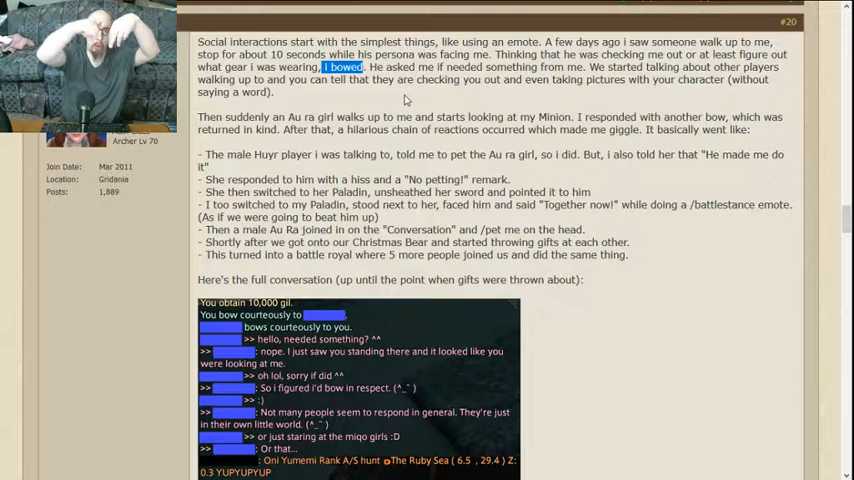 #20
Social interactions start with the simplest things, like using an emote. A few days ago i saw someone walk up to me,
stop for about 10 seconds while his persona was facing me. Thinking that he was checking me out or at least figure out
what gear i was wearing, i bowed. He asked me if needed something from me. We started talking about other players
walking up to and you can tell that they are checking you out and even taking pictures with your character (without
saying a word).
Then suddenly an Au ra girl walks up to me and starts looking at my Minion. I responded with another bow, which was
returned in kind. After that, a hilarious chain of reactions occurred which made me giggle. It basically went like:
- The male Huyr player i was talking to, told me to pet the Au ra girl, so i did. But, i also told her that "He made me do
it"
- She responded to him with a hiss and a "No petting!" remark.
- She then switched to her Paladin, unsheathed her sword and pointed it to him
- I too switched to my Paladin, stood next to her, faced him and said "Together now!" while doing a /battlestance emote.
(As if we were going to beat him up)
- Then a male Au Ra joined in on the "Conversation" and /pet me on the head.
- Shortly after we got onto our Christmas Bear and started throwing gifts at each other.
- This turned into a battle royal where 5 more people joined us and did the same thing.
Here's the full conversation (up until the point when gifts were thrown about):
Archer Lv 70
Join Date: Mar 2011
Location: Gridania
Posts: 1,889
You obtain 10,000 gil.
You bow courteously to
bows courteously to you.
>> hello, needed something? ^^
>> : nope. I just saw you standing there and it looked like you
were looking at me.
>> oh lol, sorry if did ^^
>> : So i figured i'd bow in respect. (^_~ )
>> :)
>> : Not many people seem to respond in general. They're just
in their own little world. (^_~ )
>> or just staring at the miqo girls :D
>> : Or that...
: Oni Yumemi Rank A/S hunt The Ruby Sea ( 6.5 , 29.4 ) Z:
0.3 YUPYUPYUP